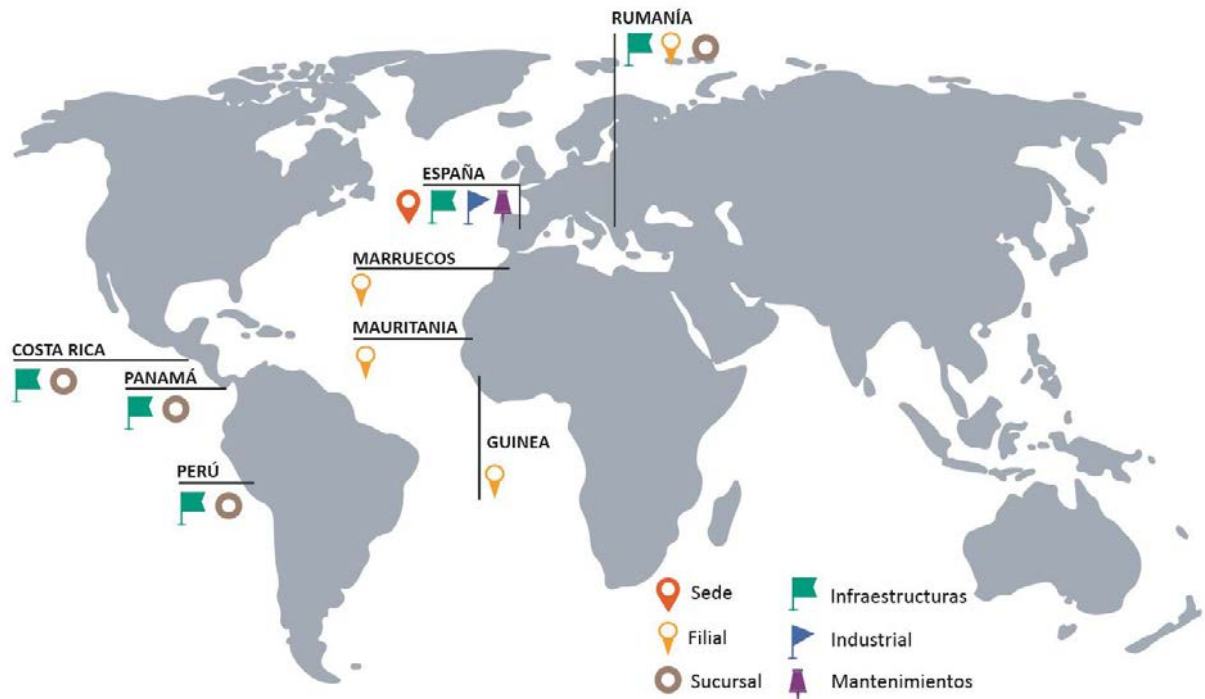 RUMANÍA
ESPAÑA
MARRUECOS
MAURITANIA
COSTA RICA
PANAMÁ
GUINEA
PERÚ
Sede
Infraestructuras
Filial
Industrial
Sucursal
Mantenimientos